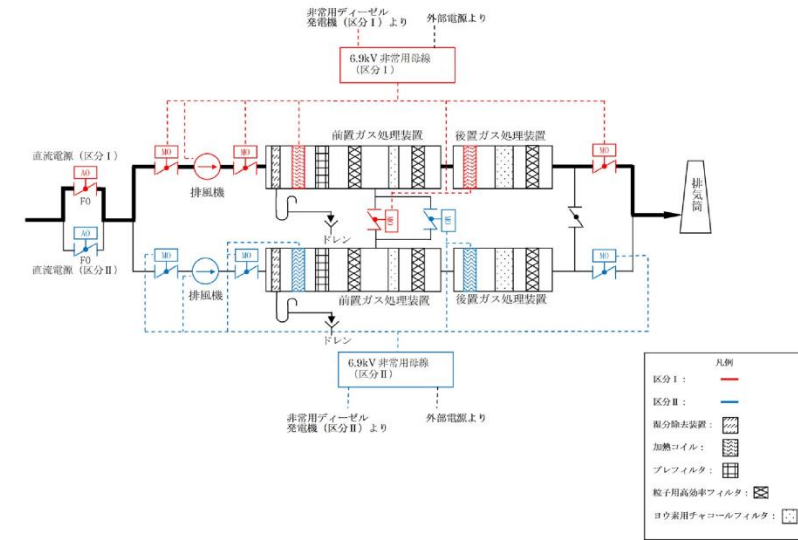 非常用ディーゼル
発電機(区分Ⅰ)より
外部電源より
6.9kV 非常用母線
(区分Ⅰ)
前置ガス処理装置
後置ガス処理装置
直流電源(区分Ⅰ)
MO
MO
MO
AO
FO
排風機
排気筒
MO
MO
ドレン
AO
FO
直流電源(区分Ⅱ)
MO
MO
MO
排風機
前置ガス処理装置
後置ガス処理装置
ドレン
6.9kV 非常用母線
(区分Ⅱ)
非常用ディーゼル
発電機(区分Ⅱ)より
外部電源より
凡例
区分Ⅰ:
区分Ⅱ:
湿分除去装置:
加熱コイル:
プレフィルタ:
粒子用高効率フィルタ:
ヨウ素用チャコールフィルタ: